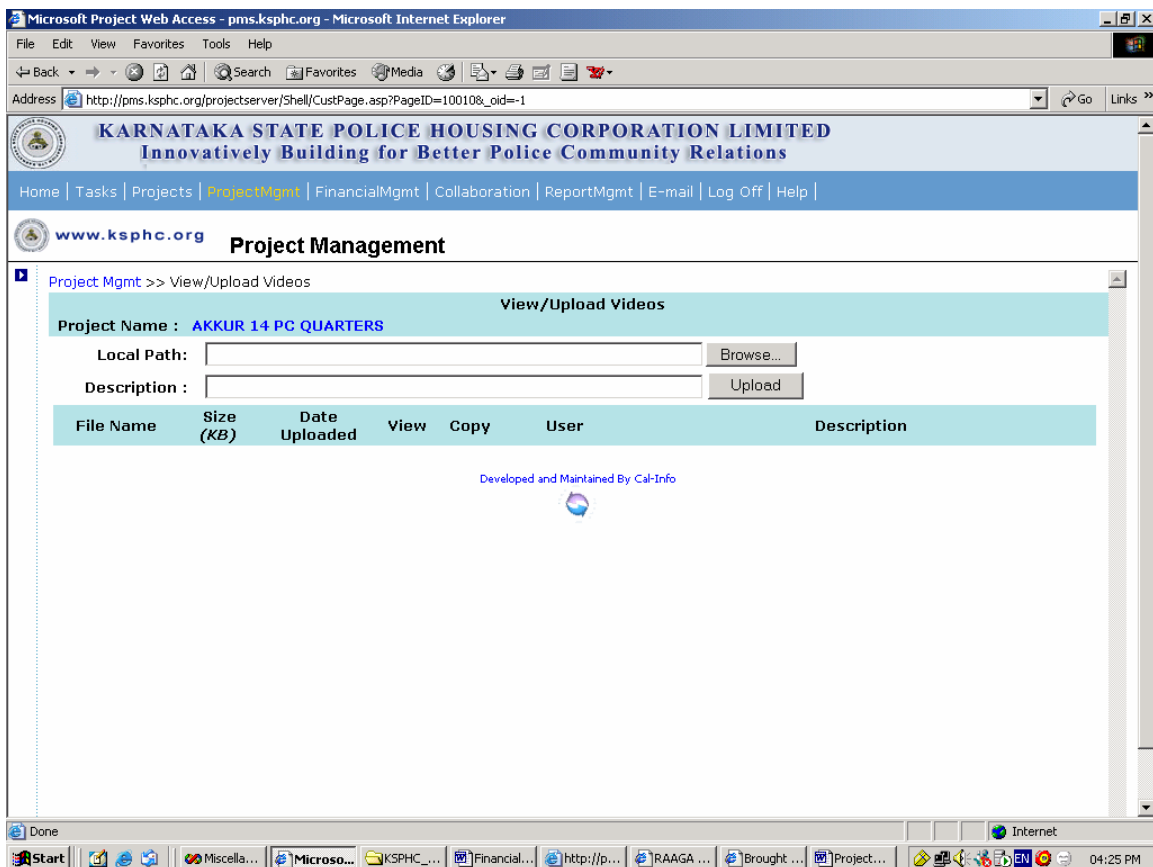 Microsoft Project Web Access - pms.ksphc.org - Microsoft Internet Explorer
File Edit View Favorites Tools Help
Back Search Favorites Media
Address http://pms.ksphc.org/projectserver/Shell/CustPage.asp?PageID=10010&_oid=-1 Go Links »
KARNATAKA STATE POLICE HOUSING CORPORATION LIMITED
Innovatively Building for Better Police Community Relations
Home | Tasks | Projects | ProjectMgmt | FinancialMgmt | Collaboration | ReportMgmt | E-mail | Log Off | Help |
www.ksphc.org Project Management
Project Mgmt >> View/Upload Videos
View/Upload Videos
Project Name : AKKUR 14 PC QUARTERS
Local Path: Browse...
Description : Upload
File Name Size (KB) Date Uploaded View Copy User Description
Developed and Maintained By Cal-Info
Done Internet
Start Miscella... Microso... KSPHC_... Financial... http://p... RAAGA ... Brought ... Project... EN 04:25 PM